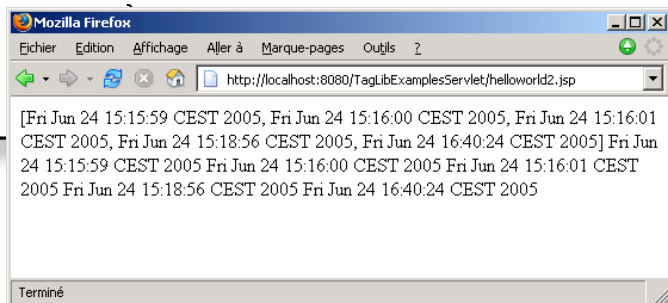 Mozilla Firefox
Fichier Edition Affichage Aller à Marque-pages Outils ?
http://localhost:8080/TagLibExamplesServlet/helloworld2.jsp
[Fri Jun 24 15:15:59 CEST 2005, Fri Jun 24 15:16:00 CEST 2005, Fri Jun 24 15:16:01
CEST 2005, Fri Jun 24 15:18:56 CEST 2005, Fri Jun 24 16:40:24 CEST 2005] Fri Jun
24 15:15:59 CEST 2005 Fri Jun 24 15:16:00 CEST 2005 Fri Jun 24 15:16:01 CEST
2005 Fri Jun 24 15:18:56 CEST 2005 Fri Jun 24 16:40:24 CEST 2005
Terminé